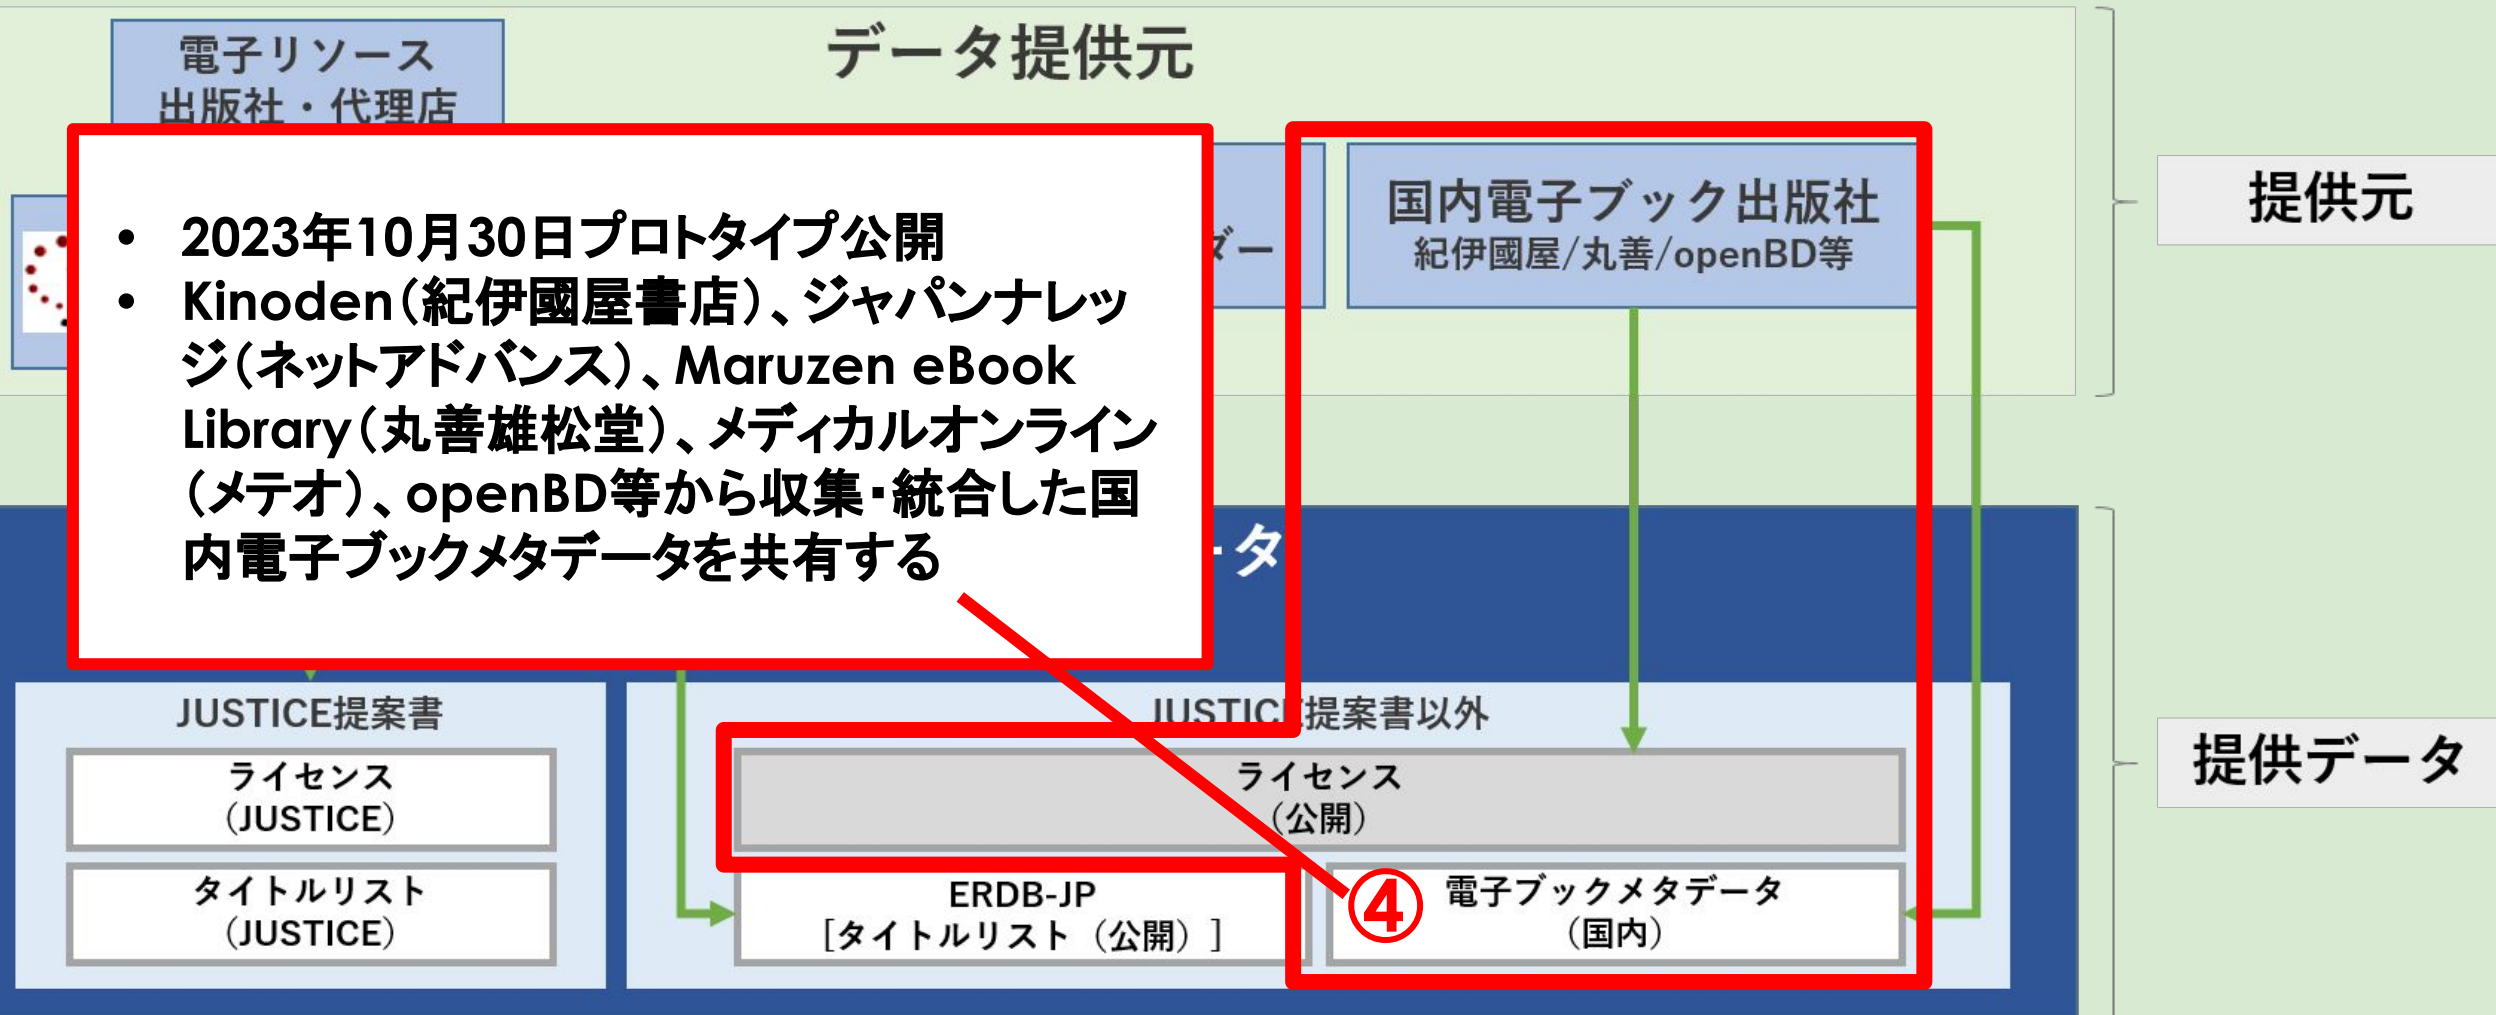 データ提供元
電子リソース
出版社・代理店
提供元
国内電子ブック出版社
紀伊國屋/丸善/openBD等
ダー
• 2023年10月30日プロトタイプ公開
• Kinoden(紀伊國屋書店)、ジャパンナレッ
ジ(ネットアドバンス)、Maruzen eBook
Library(丸善雄松堂)、メディカルオンライン
(メテオ)、openBD等から収集・統合した国
内電子ブックメタデータを共有する
ータ
JUSTICE提案書
ライセンス
（JUSTICE）
タイトルリスト
（JUSTICE）
JUSTICE提案書以外
ライセンス
（公開）
ERDB-JP
[タイトルリスト（公開）]
④
電子ブックメタデータ
（国内）
提供データ